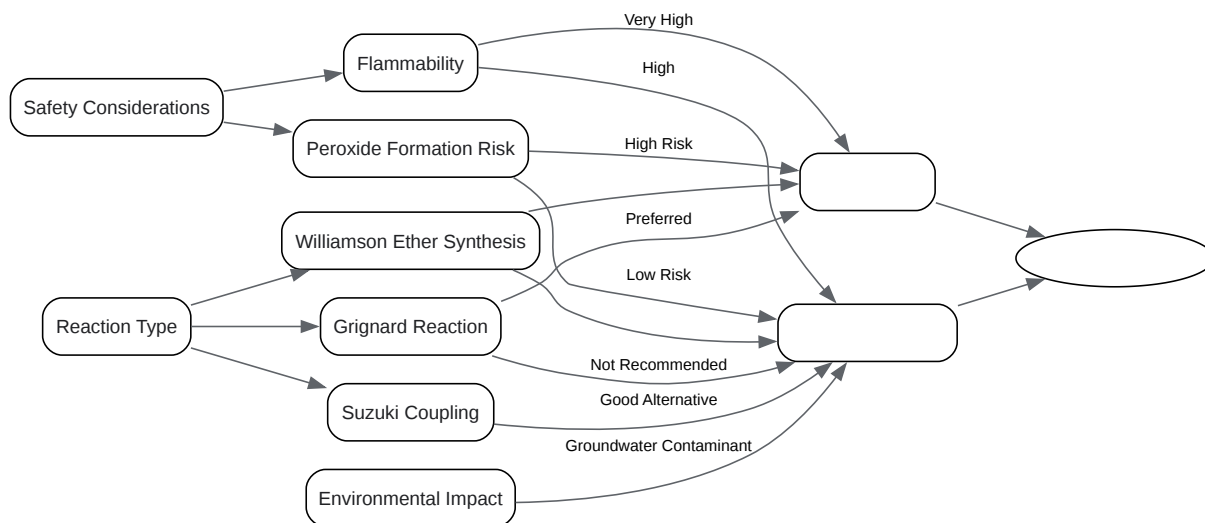 Very High
Flammability
High
Safety Considerations
Peroxide Formation Risk
High Risk
Preferred
Williamson Ether Synthesis
Low Risk
Reaction Type
Grignard Reaction
Not Recommended
Good Alternative
Suzuki Coupling
Groundwater Contaminant
Environmental Impact